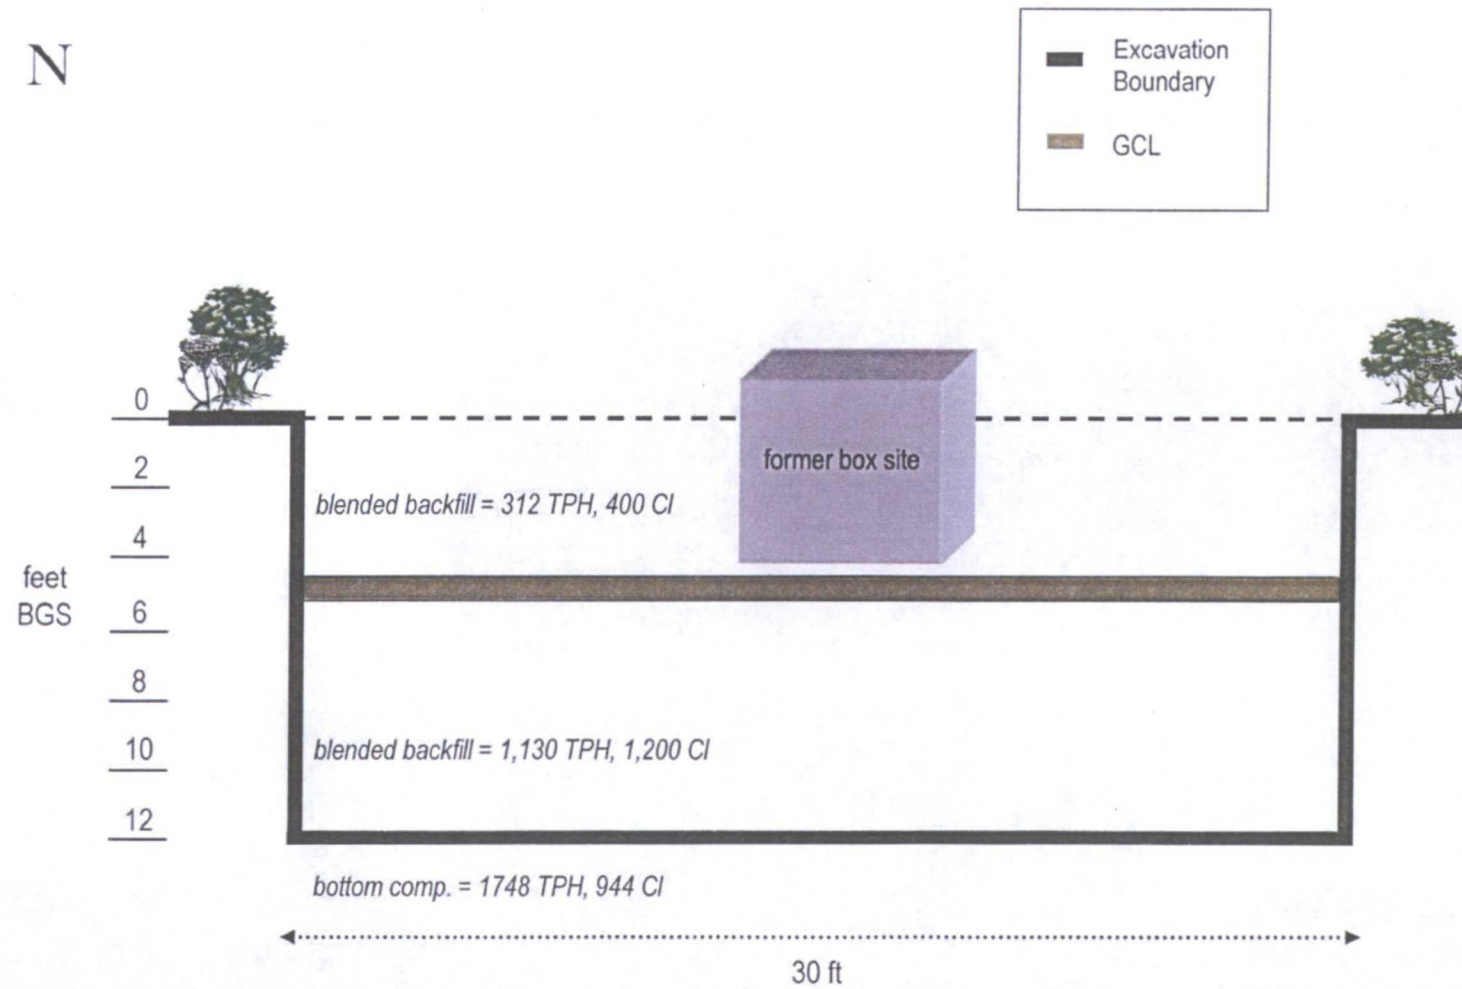 N
Excavation
Boundary
GCL
0
former box site
2
blended backfill = 312 TPH, 400 Cl
4
feet
BGS
6
8
10
blended backfill = 1,130 TPH, 1,200 Cl
12
bottom comp. = 1748 TPH, 944 Cl
30 ft